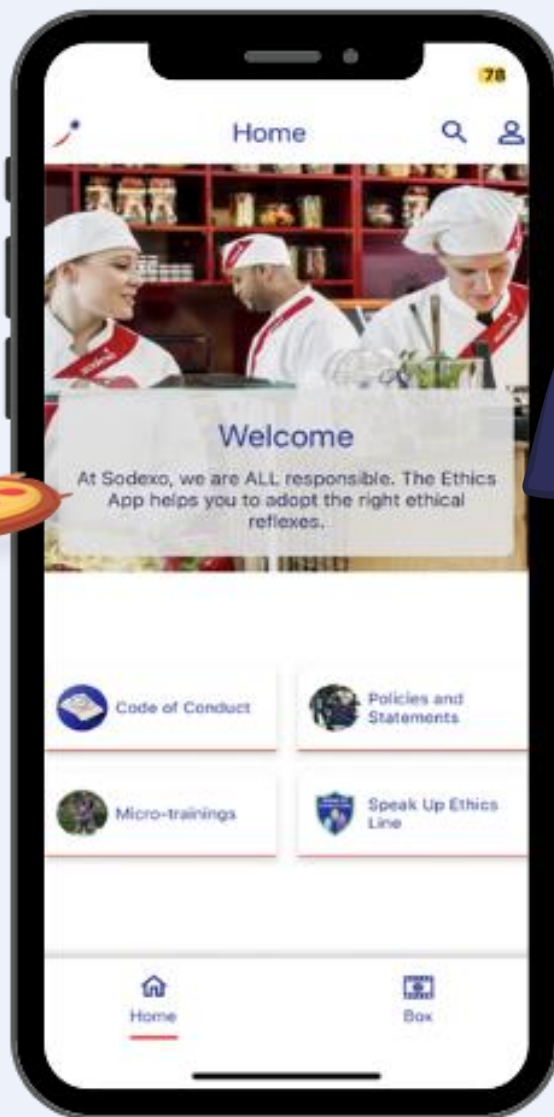 78
Home
Welcome
At Sodexo, we are ALL responsible. The Ethics
App helps you to adopt the right ethical
reflexes.
Code of Conduct
Policies and
Statements
Micro-trainings
Speak Up Ethics
Line
Home
Box